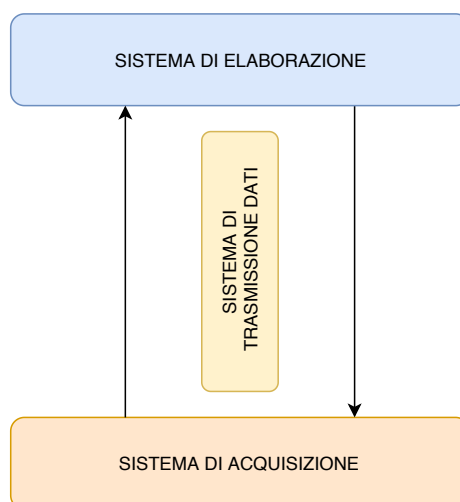 SISTEMA DI ELABORAZIONE
SISTEMA DI
TRASMISSIONE DATI
SISTEMA DI ACQUISIZIONE